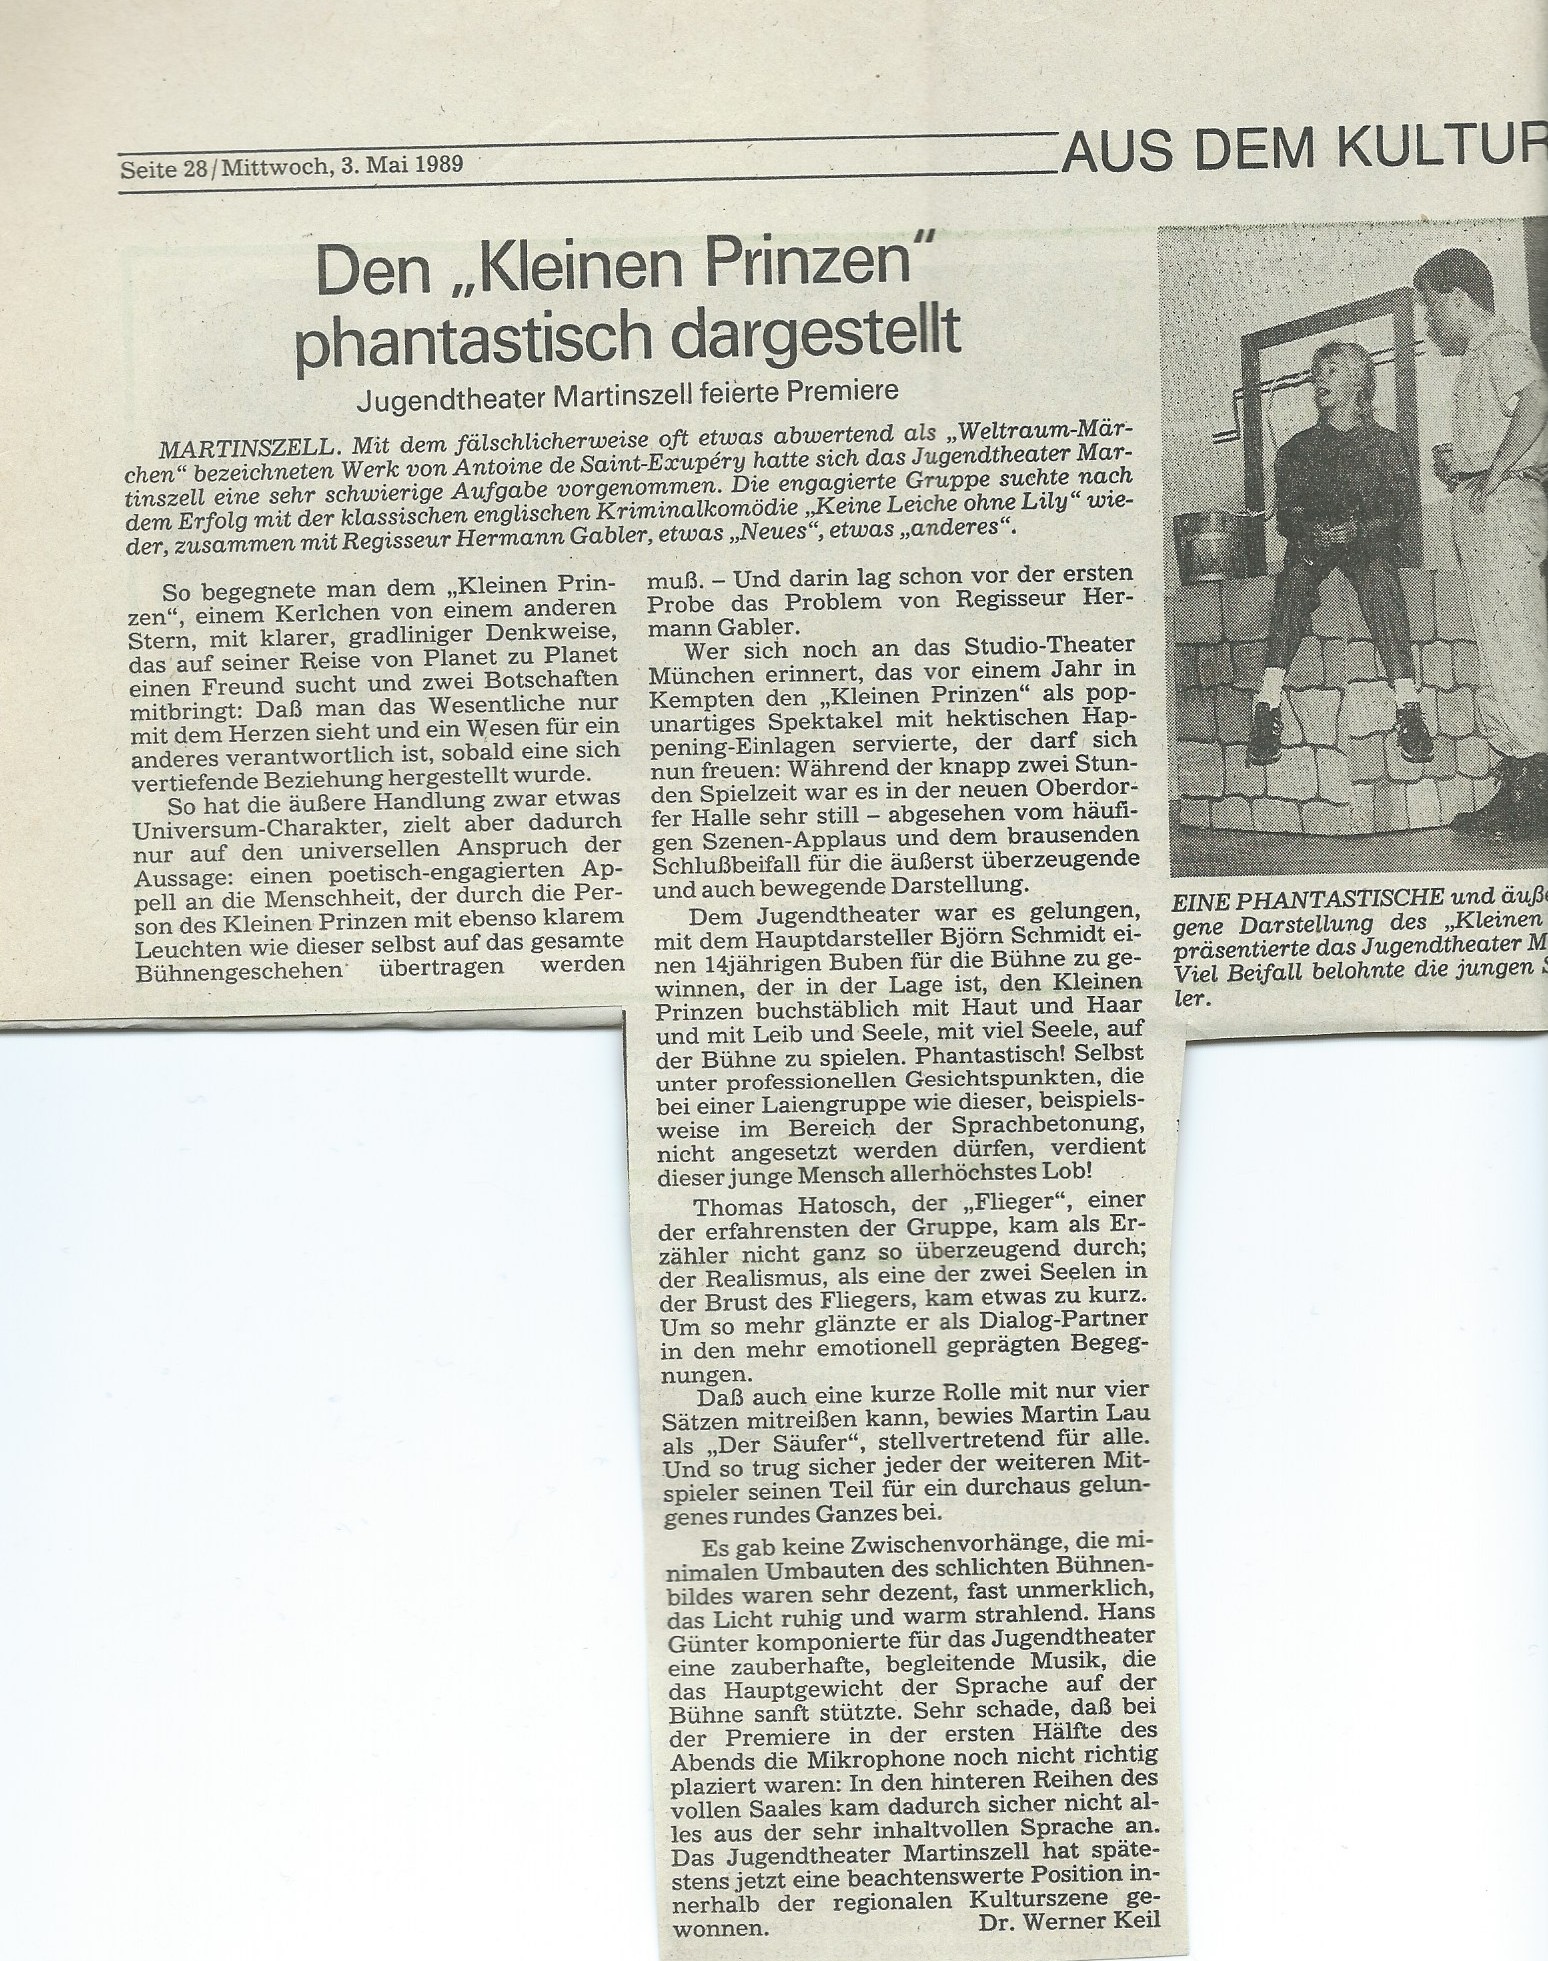 Seite 28/Mittwoch, 3. Mai 1989
AUS DEM KULTUR
Den „Kleinen Prinzen“
phantastisch dargestellt
Jugendtheater Martinszell feierte Premiere
MARTINSZELL. Mit dem fälschlicherweise oft etwas abwertend als „Weltraum-Mär-
chen“ bezeichneten Werk von Antoine de Saint-Exupéry hatte sich das Jugendtheater Mar-
tinszell eine sehr schwierige Aufgabe vorgenommen. Die engagierte Gruppe suchte nach
dem Erfolg mit der klassischen englischen Kriminalkomödie „Keine Leiche ohne Lily“ wie-
der, zusammen mit Regisseur Hermann Gabler, etwas „Neues“, etwas „anderes“.
So begegnete man dem „Kleinen Prin-
zen“, einem Kerlchen von einem anderen
Stern, mit klarer, gradliniger Denkweise,
das auf seiner Reise von Planet zu Planet
einen Freund sucht und zwei Botschaften
mitbringt: Daß man das Wesentliche nur
mit dem Herzen sieht und ein Wesen für ein
anderes verantwortlich ist, sobald eine sich
vertiefende Beziehung hergestellt wurde.
So hat die äußere Handlung zwar etwas
Universum-Charakter, zielt aber dadurch
nur auf den universellen Anspruch der
Aussage: einen poetisch-engagierten Ap-
pell an die Menschheit, der durch die Per-
son des Kleinen Prinzen mit ebenso klarem
Leuchten wie dieser selbst auf das gesamte
Bühnengeschehen übertragen werden
muß. – Und darin lag schon vor der ersten
Probe das Problem von Regisseur Her-
mann Gabler.
Wer sich noch an das Studio-Theater
München erinnert, das vor einem Jahr in
Kempten den „Kleinen Prinzen“ als pop-
unartiges Spektakel mit hektischen Hap-
pening-Einlagen servierte, der darf sich
nun freuen: Während der knapp zwei Stun-
den Spielzeit war es in der neuen Oberdor-
fer Halle sehr still – abgesehen vom häufi-
gen Szenen-Applaus und dem brausenden
Schlußbeifall für die äußerst überzeugende
und auch bewegende Darstellung.
Dem Jugendtheater war es gelungen,
mit dem Hauptdarsteller Björn Schmidt ei-
nen 14jährigen Buben für die Bühne zu ge-
winnen, der in der Lage ist, den Kleinen
Prinzen buchstäblich mit Haut und Haar
und mit Leib und Seele, mit viel Seele, auf
der Bühne zu spielen. Phantastisch! Selbst
unter professionellen Gesichtspunkten, die
bei einer Laiengruppe wie dieser, beispiels-
weise im Bereich der Sprachbetonung,
nicht angesetzt werden dürfen, verdient
dieser junge Mensch allerhöchstes Lob!
Thomas Hatosch, der „Flieger“, einer
der erfahrensten der Gruppe, kam als Er-
zähler nicht ganz so überzeugend durch;
der Realismus, als eine der zwei Seelen in
der Brust des Fliegers, kam etwas zu kurz.
Um so mehr glänzte er als Dialog-Partner
in den mehr emotionell geprägten Begeg-
nungen.
Daß auch eine kurze Rolle mit nur vier
Sätzen mitreißen kann, bewies Martin Lau
als „Der Säufer“, stellvertretend für alle.
Und so trug sicher jeder der weiteren Mit-
spieler seinen Teil für ein durchaus gelun-
genes rundes Ganzes bei.
Es gab keine Zwischenvorhänge, die mi-
nimalen Umbauten des schlichten Bühnen-
bildes waren sehr dezent, fast unmerklich,
das Licht ruhig und warm strahlend. Hans
Günter komponierte für das Jugendtheater
eine zauberhafte, begleitende Musik, die
das Hauptgewicht der Sprache auf der
Bühne sanft stützte. Sehr schade, daß bei
der Premiere in der ersten Hälfte des
Abends die Mikrophone noch nicht richtig
plaziert waren: In den hinteren Reihen des
vollen Saales kam dadurch sicher nicht al-
les aus der sehr inhaltvollen Sprache an.
Das Jugendtheater Martinszell hat späte-
stens jetzt eine beachtenswerte Position in-
nerhalb der regionalen Kulturszene ge-
wonnen. Dr. Werner Keil
EINE PHANTASTISCHE und äuße
gene Darstellung des „Kleinen
präsentierte das Jugendtheater M
Viel Beifall belohnte die jungen S
ler.